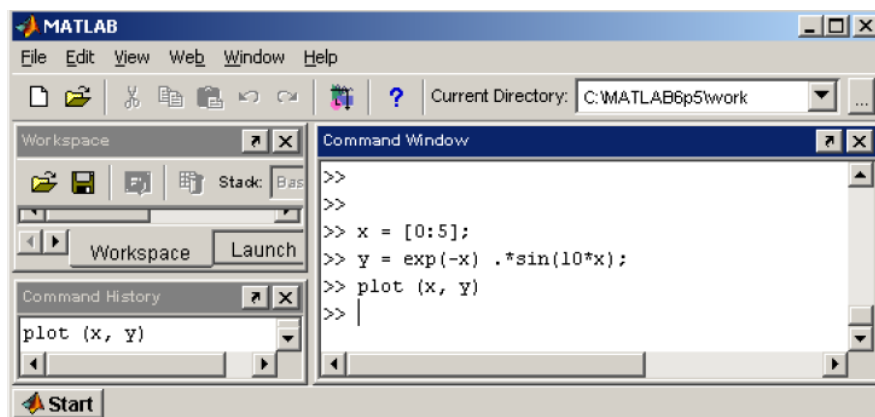 MATLAB
File Edit View Web Window Help
? Current Directory: C:\MATLAB6p5\work ...
Workspace
Stack: Bas
Workspace Launch
Command History
plot (x, y)
Command Window
>>
>>
>> x = [0:5];
>> y = exp(-x) .*sin(10*x);
>> plot (x, y)
>>
Start